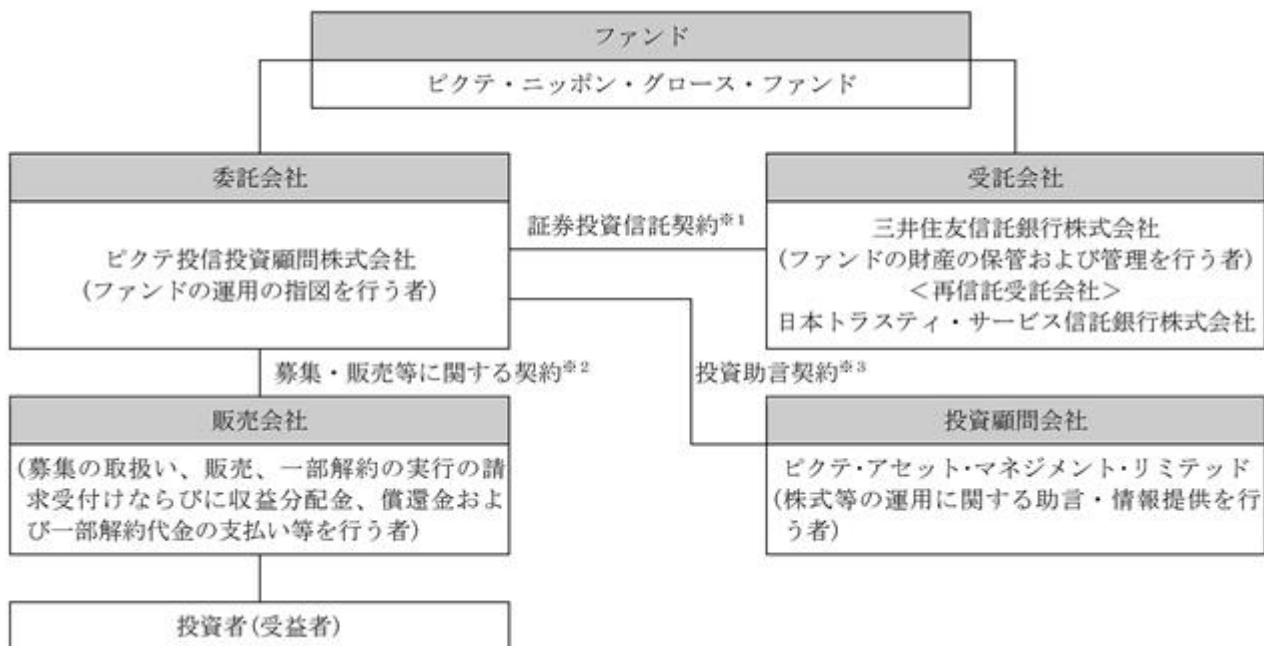 ファンド
ピクテ・ニッポン・グロース・ファンド
委託会社
ピクテ投信投資顧問株式会社
(ファンドの運用の指図を行う者)
証券投資信託契約※1
受託会社
三井住友信託銀行株式会社
(ファンドの財産の保管および管理を行う者)
<再信託受託会社>
日本トラスティ・サービス信託銀行株式会社
募集・販売等に関する契約※2
投資助言契約※3
販売会社
(募集の取扱い、販売、一部解約の実行の請
求受付けならびに収益分配金、償還金およ
び一部解約代金の支払い等を行う者)
投資顧問会社
ピクテ・アセット・マネジメント・リミテッド
(株式等の運用に関する助言・情報提供を行
う者)
投資者(受益者)